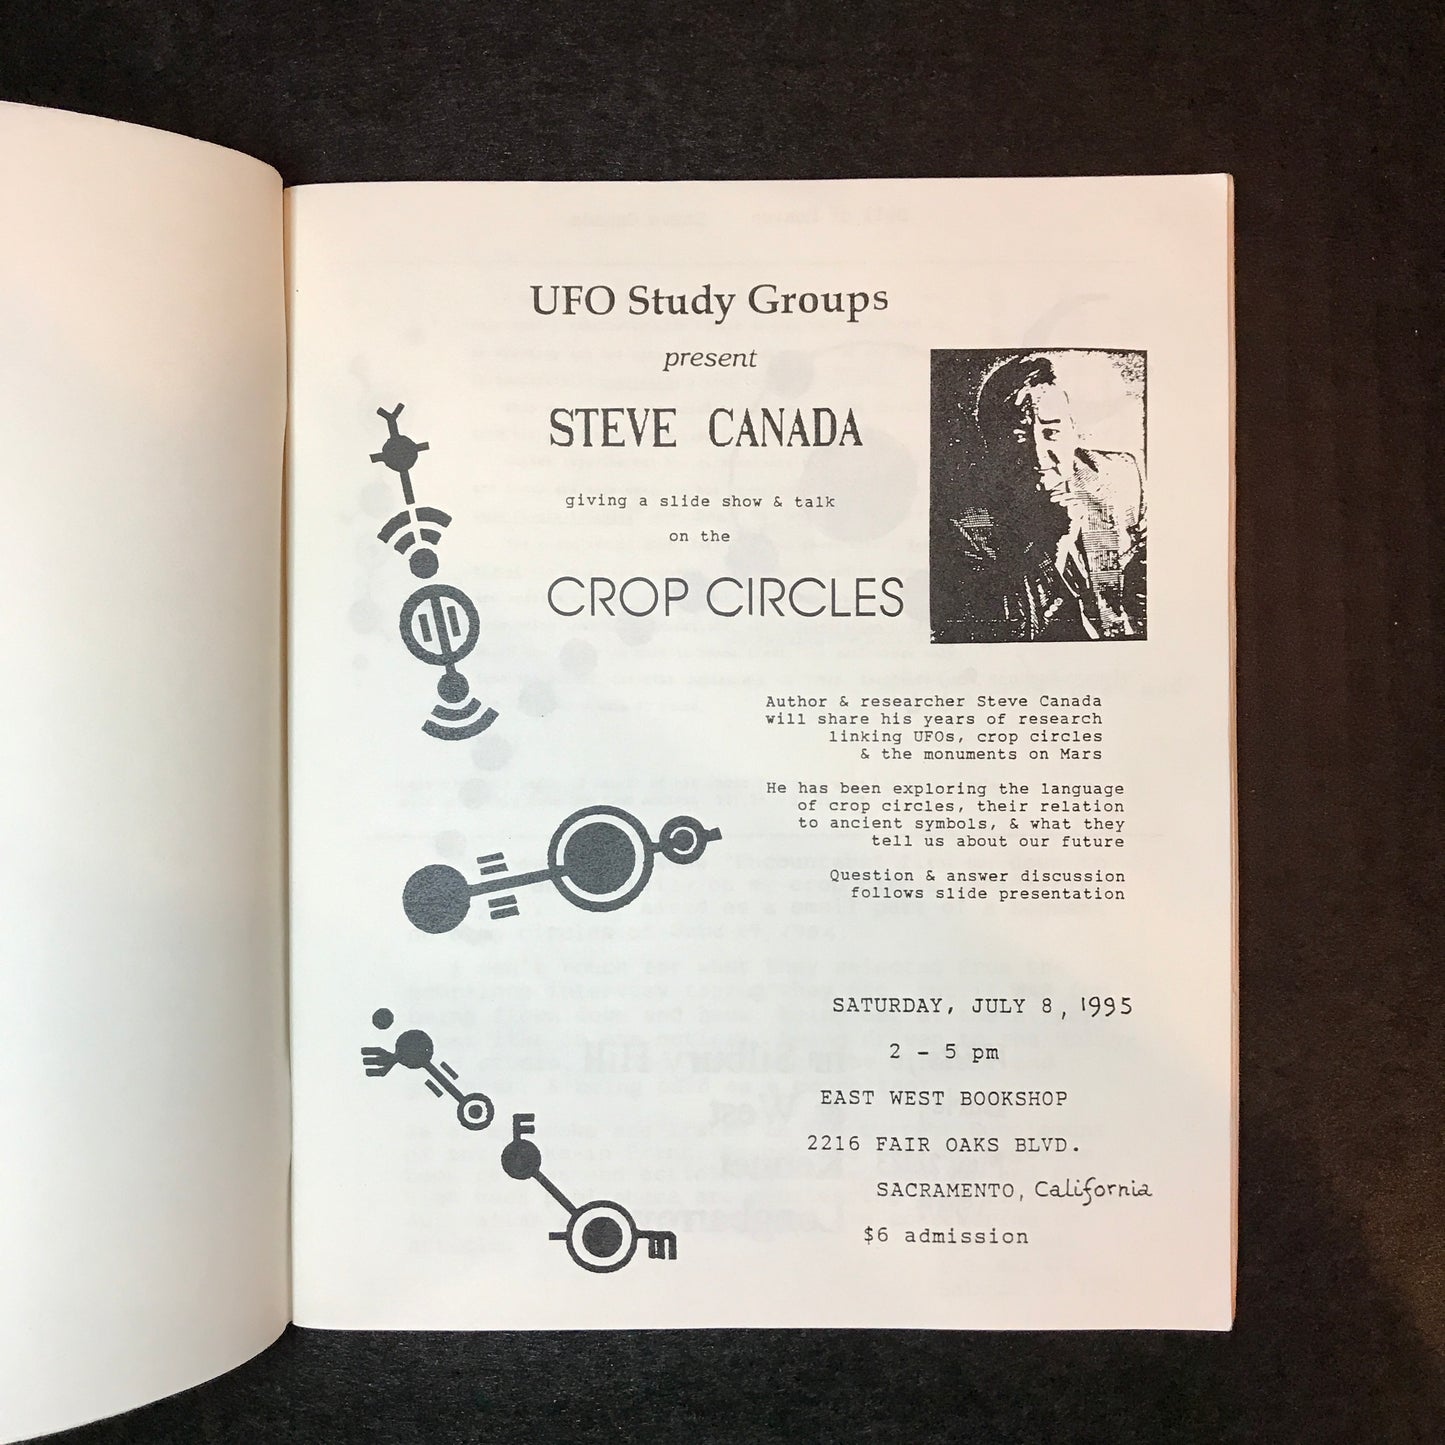 UFO Study Groups
present
STEVE CANADA
giving a slide show & talk
on the
CROP CIRCLES
Author & researcher Steve Canada
will share his years of research
linking UFOs, crop circles
& the monuments on Mars
He has been exploring the language
of crop circles, their relation
to ancient symbols, & what they
tell us about our future
Question & answer discussion
follows slide presentation
SATURDAY, JULY 8, 1995
2 - 5 pm
EAST WEST BOOKSHOP
2216 FAIR OAKS BLVD.
SACRAMENTO, California
$6 admission